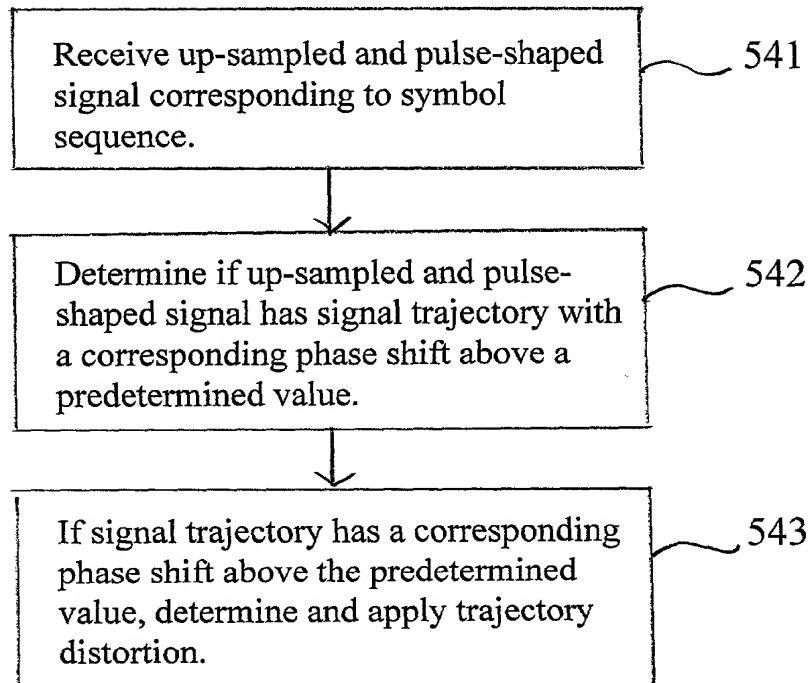 Receive up-sampled and pulse-shaped
signal corresponding to symbol
sequence.
541
Determine if up-sampled and pulse-
shaped signal has signal trajectory with
a corresponding phase shift above a
predetermined value.
542
If signal trajectory has a corresponding
phase shift above the predetermined
value, determine and apply trajectory
distortion.
543